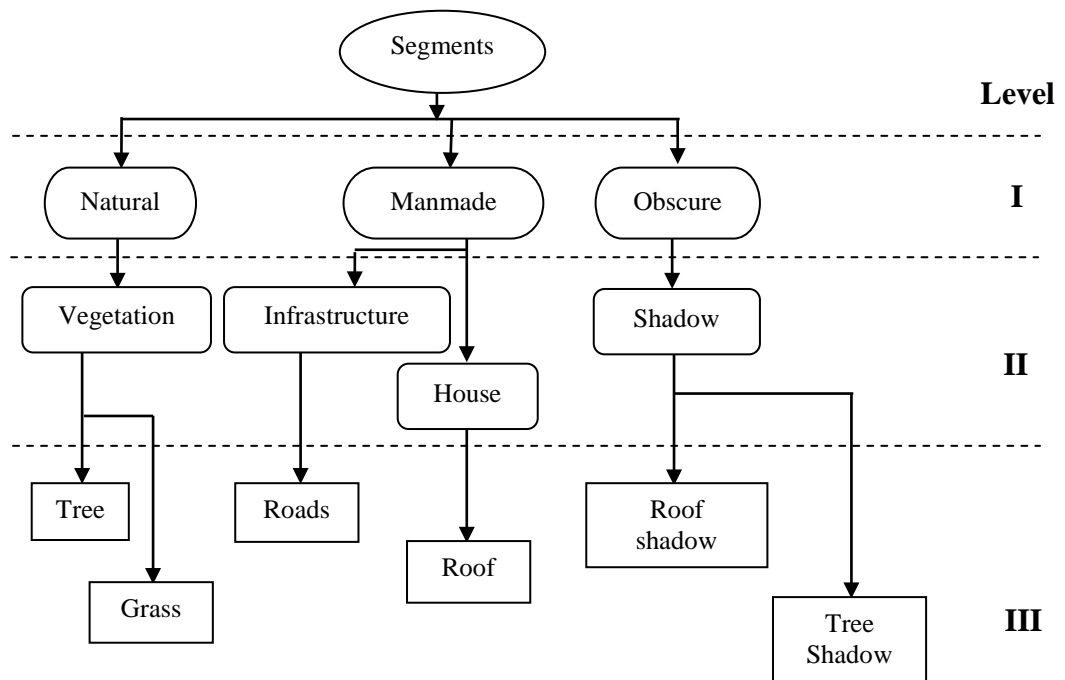 Segments
Level
Natural
Manmade
Obscure
I
Vegetation
Infrastructure
Shadow
House
II
Tree
Roads
Roof
shadow
Roof
Grass
Tree
Shadow
III